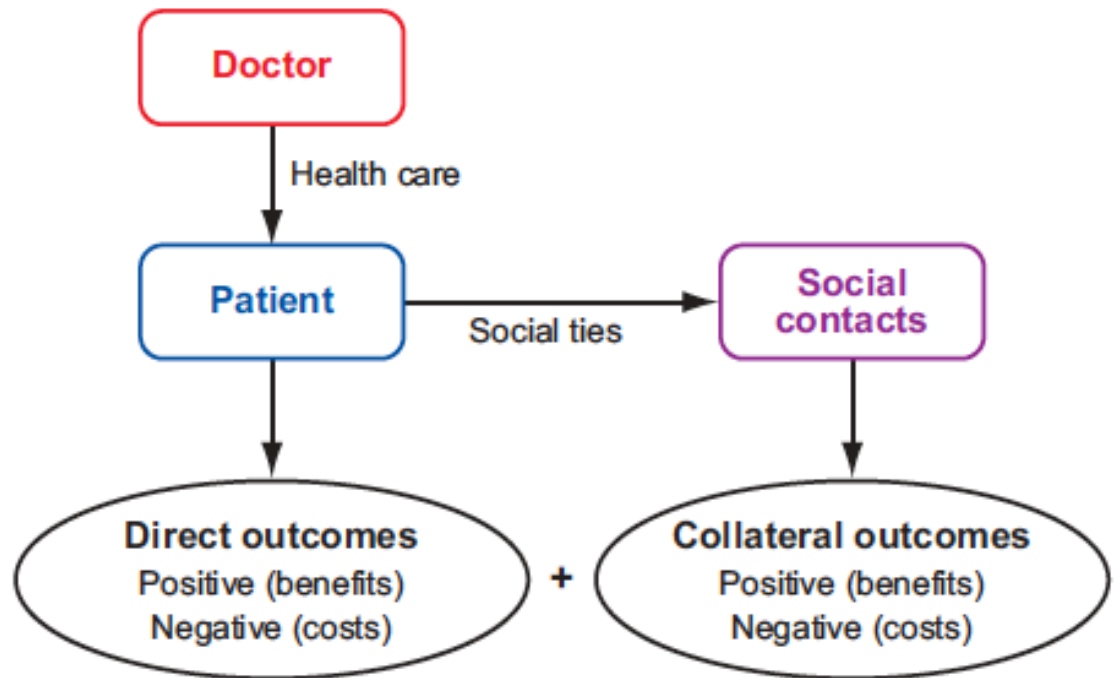 Doctor
Health care
Patient
Social ties
Social
contacts
Direct outcomes
Positive (benefits)
Negative (costs)
+
Collateral outcomes
Positive (benefits)
Negative (costs)